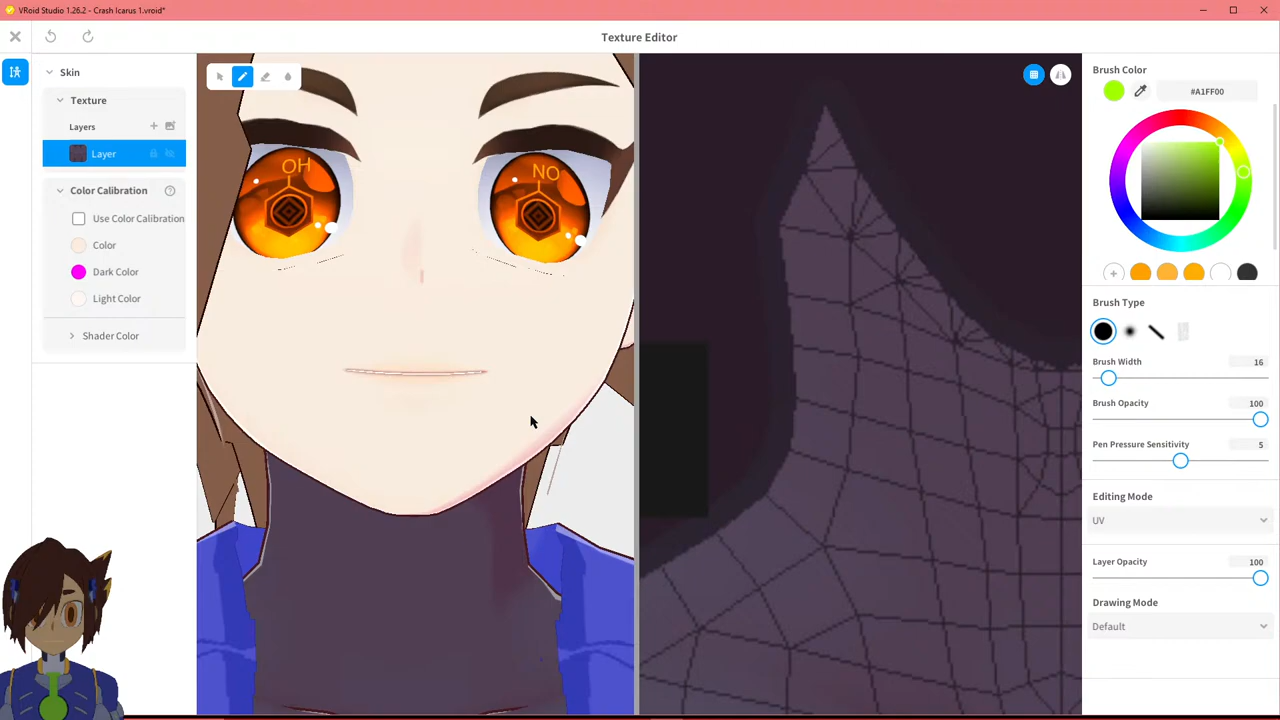 VRoid Studio 1.26.2 - Crash Icarus 1.vroid*
Texture Editor
Skin
Texture
Layers
Layer
Color Calibration
Use Color Calibration
Color
Dark Color
Light Color
Shader Color
OH
NO
Brush Color
#A1FF00
Brush Type
Brush Width
16
Brush Opacity
100
Pen Pressure Sensitivity
5
Editing Mode
UV
Layer Opacity
100
Drawing Mode
Default